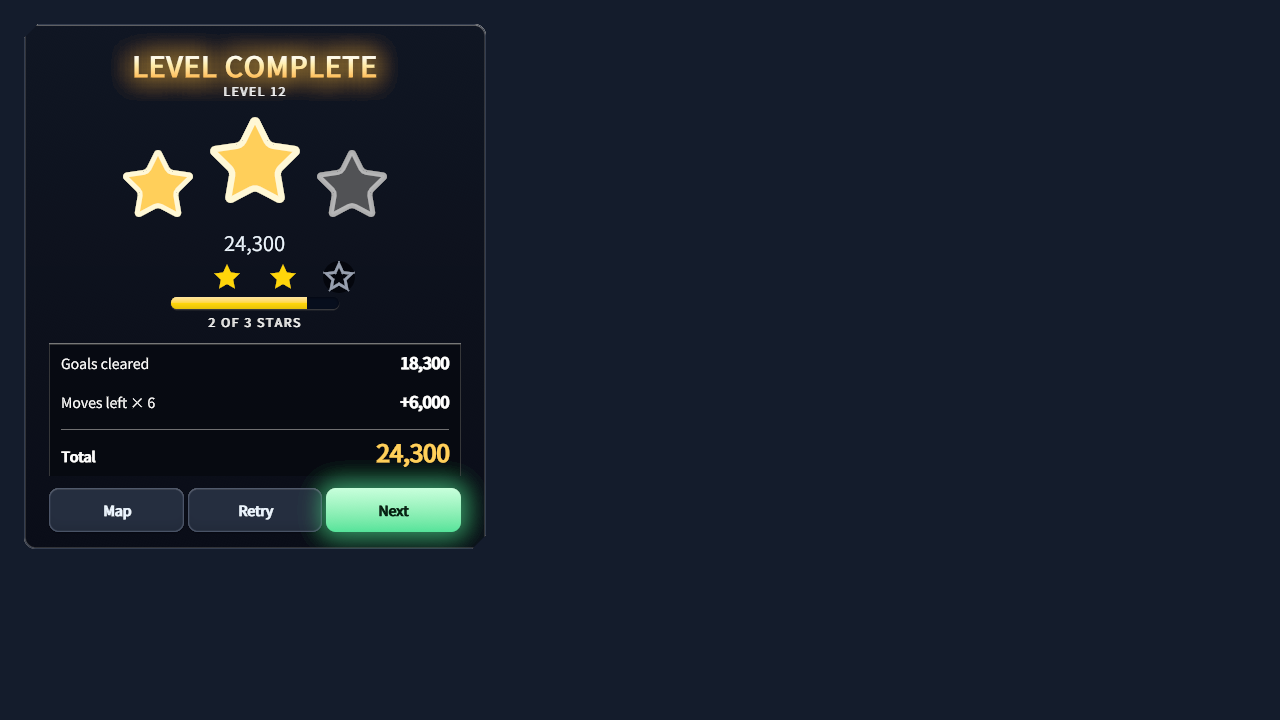 LEVEL COMPLETE
LEVEL 12
24,300
2 OF 3 STARS
Goals cleared 18,300
Moves left × 6 +6,000
Total 24,300
Map Retry Next